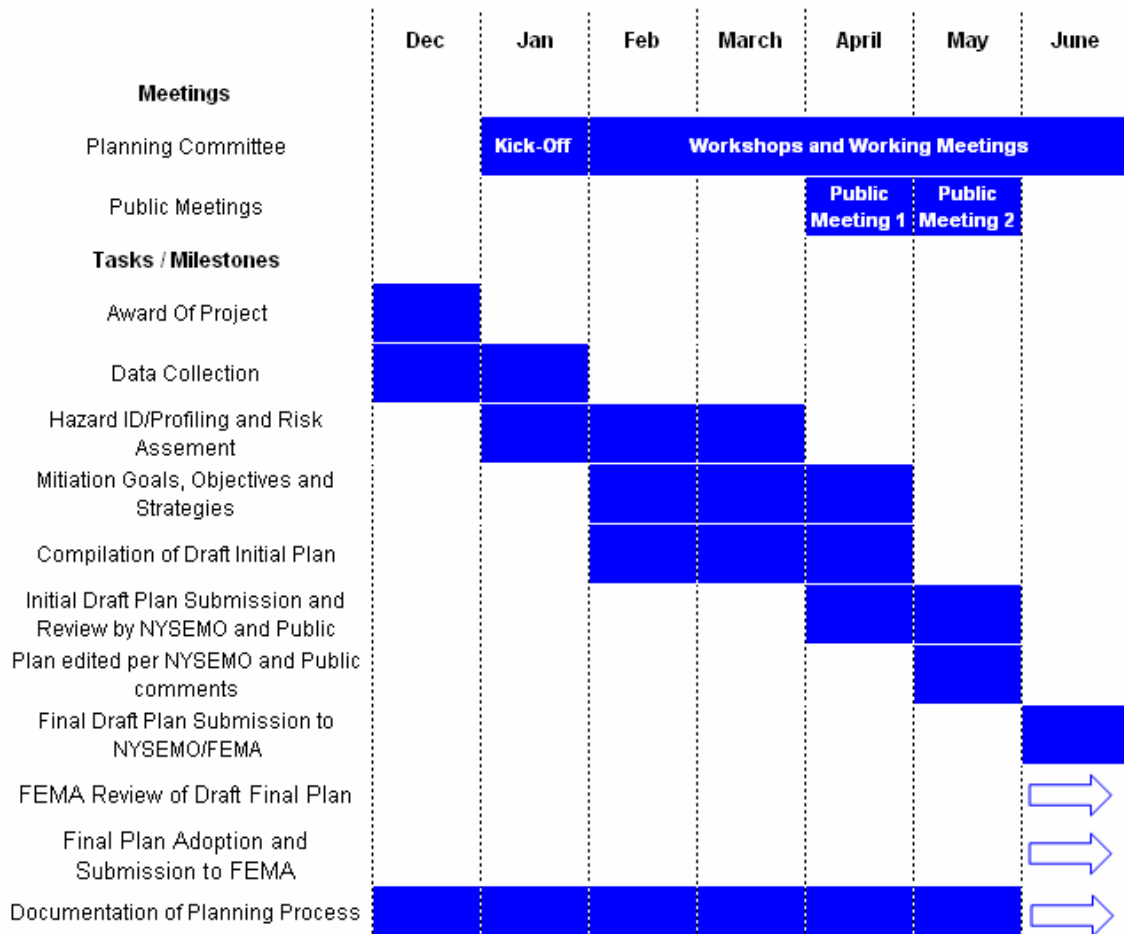 Dec Jan Feb March April May June
Meetings
Planning Committee
Kick-Off
Workshops and Working Meetings
Public Meetings
Public
Meeting 1
Public
Meeting 2
Tasks / Milestones
Award Of Project
Data Collection
Hazard ID/Profiling and Risk
Assement
Mitiation Goals, Objectives and
Strategies
Compilation of Draft Initial Plan
Initial Draft Plan Submission and
Review by NYSEMO and Public
Plan edited per NYSEMO and Public
comments
Final Draft Plan Submission to
NYSEMO/FEMA
FEMA Review of Draft Final Plan
Final Plan Adoption and
Submission to FEMA
Documentation of Planning Process